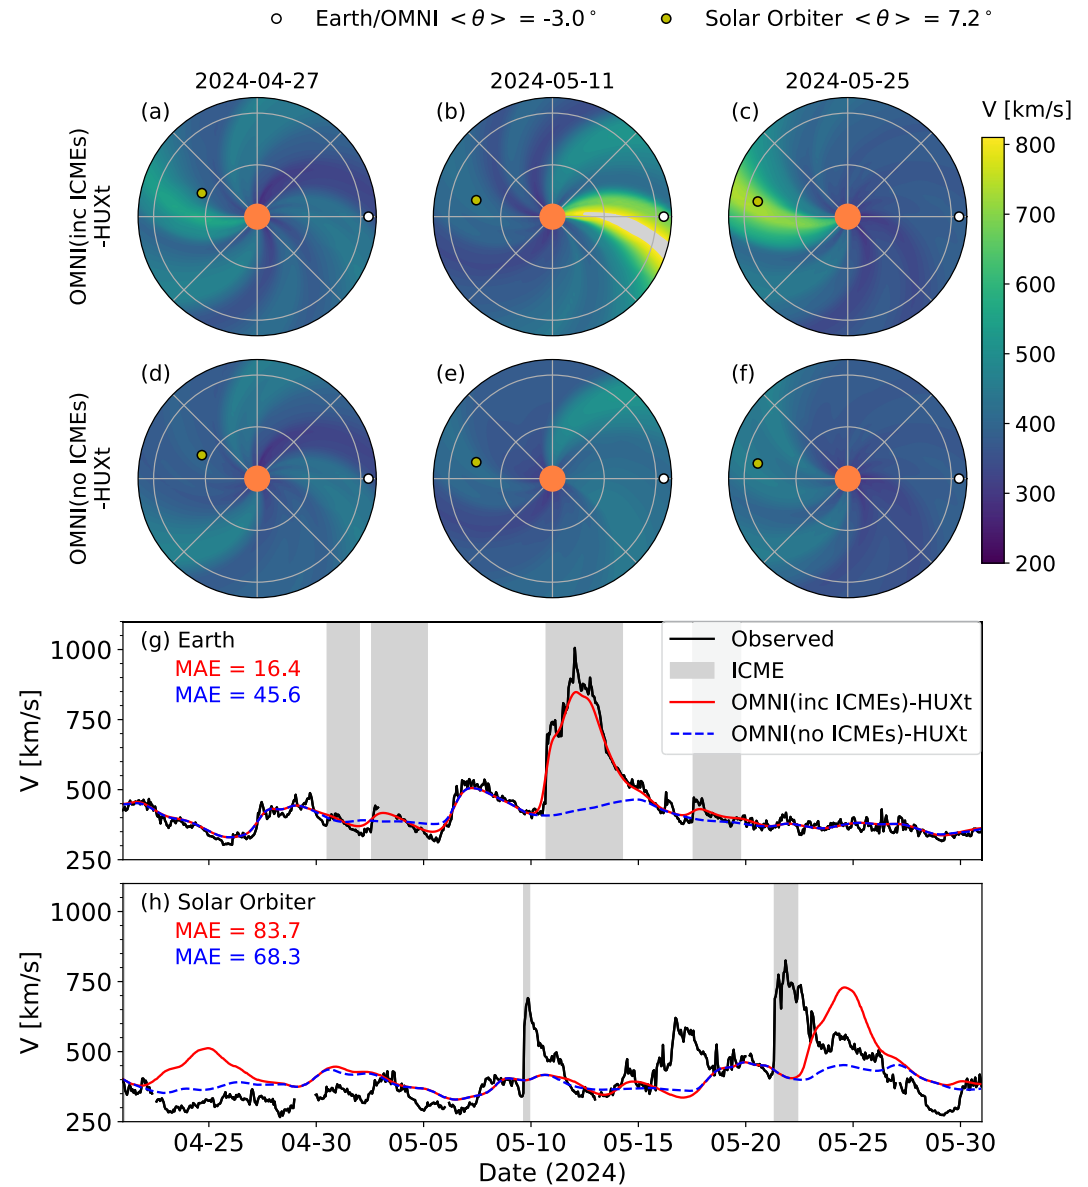 Earth/OMNI <θ> = -3.0°
Solar Orbiter <θ> = 7.2°
2024-04-27
2024-05-11
2024-05-25
V [km/s]
OMNI(inc ICMEs)
-HUXt
(a)
(b)
(c)
OMNI(no ICMEs)
-HUXt
(d)
(e)
(f)
800
700
600
500
400
300
200
(g) Earth
MAE = 16.4
MAE = 45.6
Observed
ICME
OMNI(inc ICMEs)-HUXt
OMNI(no ICMEs)-HUXt
V [km/s]
1000
750
500
250
(h) Solar Orbiter
MAE = 83.7
MAE = 68.3
V [km/s]
1000
750
500
250
04-25
04-30
05-05
05-10
05-15
05-20
05-25
05-30
Date (2024)